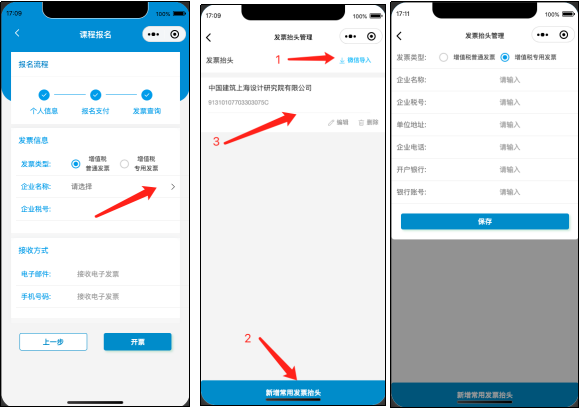 17:09
100%
课程报名
报名流程
个人信息
报名支付
发票查询
发票信息
发票类型:
增值税
普通发票
增值税
专用发票
企业名称:
请选择
企业税号:
接收方式
电子邮件:
接收电子发票
手机号码:
接收电子发票
上一步
开票
17:09
100%
发票抬头管理
发票抬头
1
微信导入
中国建筑上海设计研究院有限公司
91310107703303075C
3
编辑
删除
2
新增常用发票抬头
17:11
100%
发票抬头管理
发票类型:
增值税普通发票
增值税专用发票
企业名称:
请输入
企业税号:
请输入
单位地址:
请输入
企业电话:
请输入
开户银行:
请输入
银行账号:
请输入
保存
新增常用发票抬头